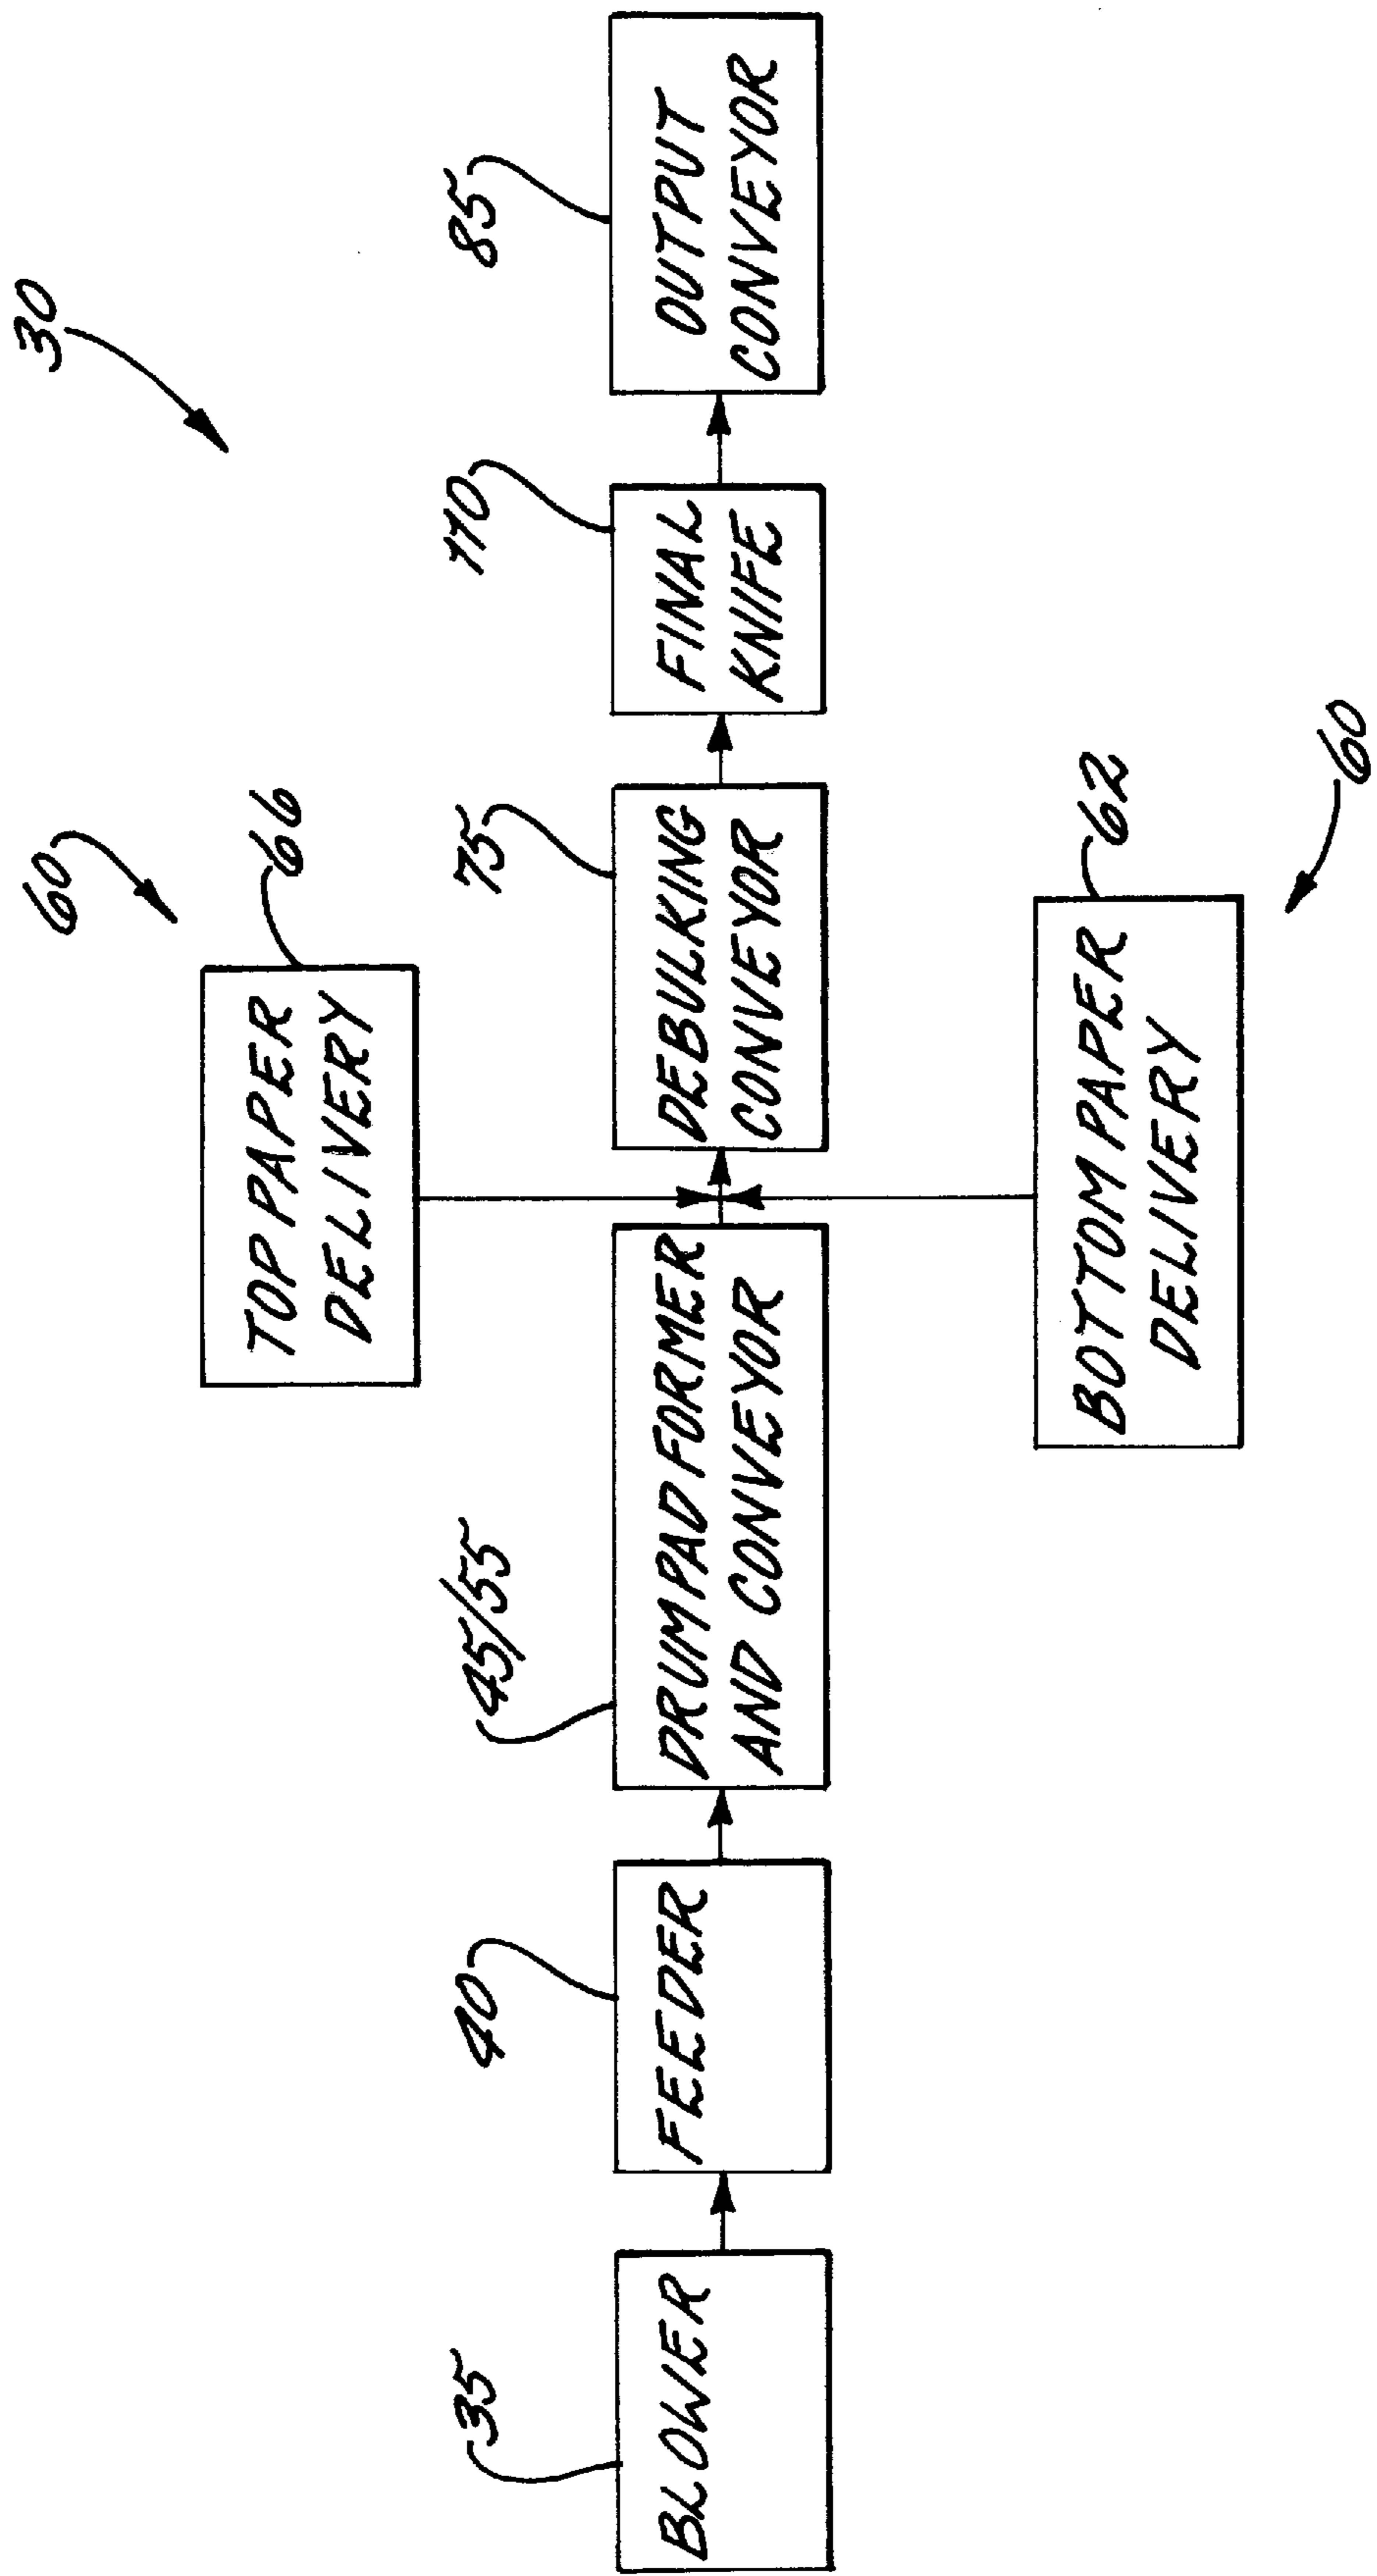 30
60
66
TOP PAPER
DELIVERY
35
BLOWER
40
FEEDER
45/55
DRUM PAD FORMER
AND CONVEYOR
75
DEBULKING
CONVEYOR
110
FINAL
KNIFE
85
OUTPUT
CONVEYOR
62
BOTTOM PAPER
DELIVERY
60